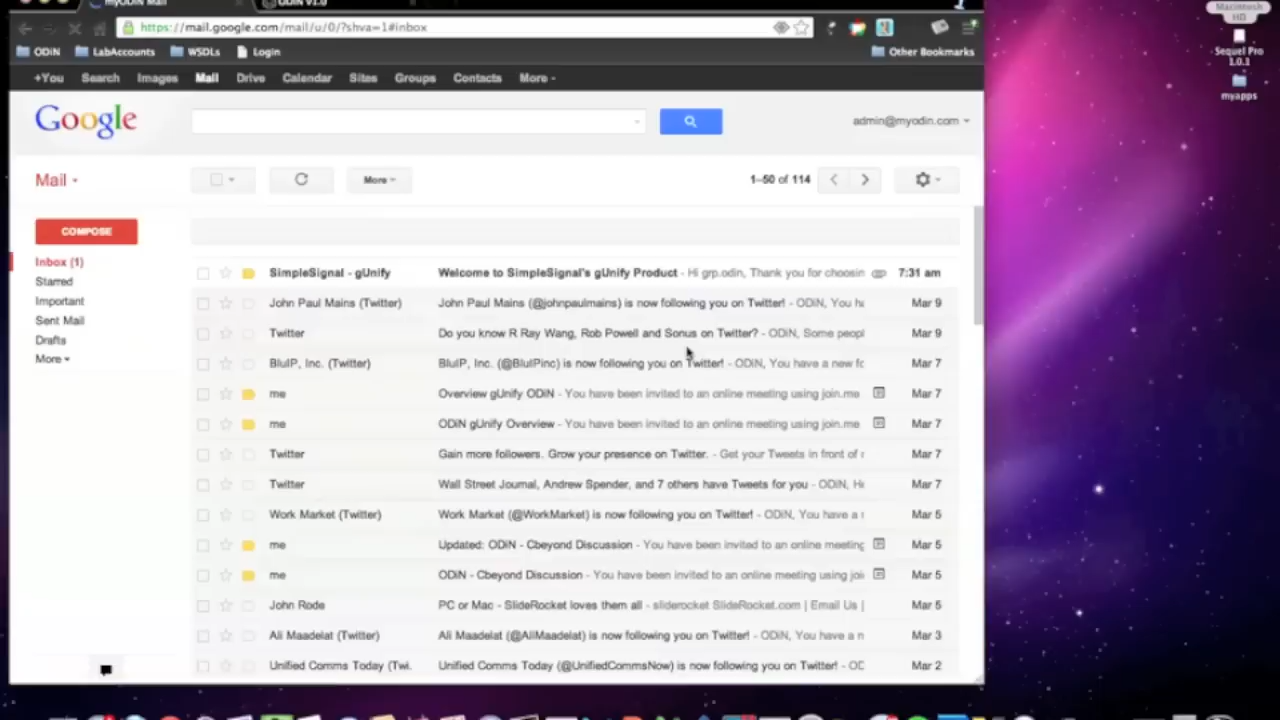 myODIN Mail ODiN V1.0
https://mail.google.com/mail/u/0/?shva=1#inbox
ODiN LabAccounts WSDLs Login Other Bookmarks
+You Search Images Mail Drive Calendar Sites Groups Contacts More
Google admin@myodin.com
Mail More 1–50 of 114
COMPOSE
Inbox (1)
Starred
Important
Sent Mail
Drafts
More
SimpleSignal - gUnify Welcome to SimpleSignal's gUnify Product - Hi grp.odin, Thank you for choosin 7:31 am
John Paul Mains (Twitter) John Paul Mains (@johnpaulmains) is now following you on Twitter! - ODiN, You ha Mar 9
Twitter Do you know R Ray Wang, Rob Powell and Sonus on Twitter? - ODiN, Some peopl Mar 9
BluIP, Inc. (Twitter) BluIP, Inc. (@BluIPinc) is now following you on Twitter! - ODiN, You have a new fo Mar 7
me Overview gUnify ODiN - You have been invited to an online meeting using join.me Mar 7
me ODiN gUnify Overview - You have been invited to an online meeting using join.me Mar 7
Twitter Gain more followers. Grow your presence on Twitter. - Get your Tweets in front of r Mar 7
Twitter Wall Street Journal, Andrew Spender, and 7 others have Tweets for you - ODiN, Hi Mar 7
Work Market (Twitter) Work Market (@WorkMarket) is now following you on Twitter! - ODiN, You have a r Mar 5
me Updated: ODiN - Cbeyond Discussion - You have been invited to an online meeting Mar 5
me ODiN - Cbeyond Discussion - You have been invited to an online meeting using joi Mar 5
John Rode PC or Mac - SlideRocket loves them all - sliderocket SlideRocket.com | Email Us | Mar 5
Ali Maadelat (Twitter) Ali Maadelat (@AliMaadelat) is now following you on Twitter! - ODiN, You have a n Mar 3
Unified Comms Today (Twi. Unified Comms Today (@UnifiedCommsNow) is now following you on Twitter! - OD Mar 2
Macintosh
HD
Sequel Pro
1.0.1
myapps